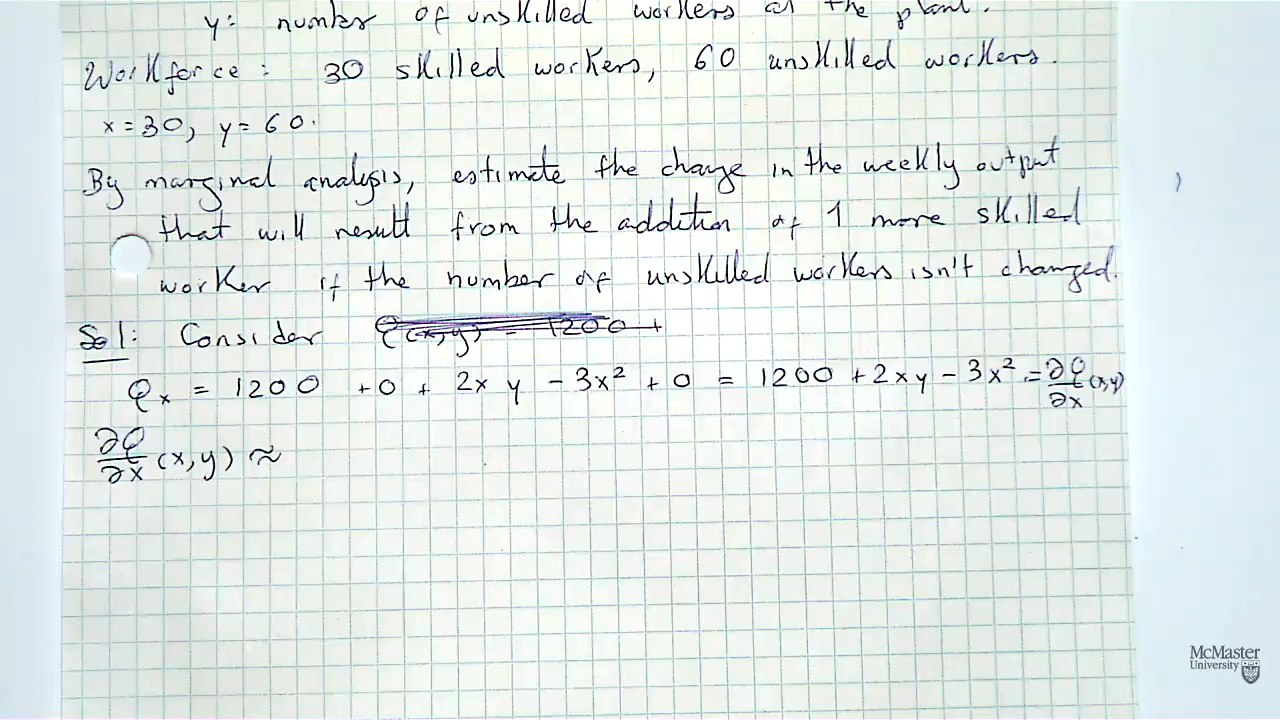 y: number of unskilled workers at the plant.
Workforce: 30 skilled workers, 60 unskilled workers.
x = 30, y = 60.
By marginal analysis, estimate the change in the weekly output
that will result from the addition of 1 more skilled
worker if the number of unskilled workers isn't changed.
Sol: Consider Q(x,y) = 1200 +
Qx = 1200 + 0 + 2xy - 3x² + 0 = 1200 + 2xy - 3x². = ∂Q/∂x (x,y)
∂Q/∂x (x,y) ≈
McMaster
University